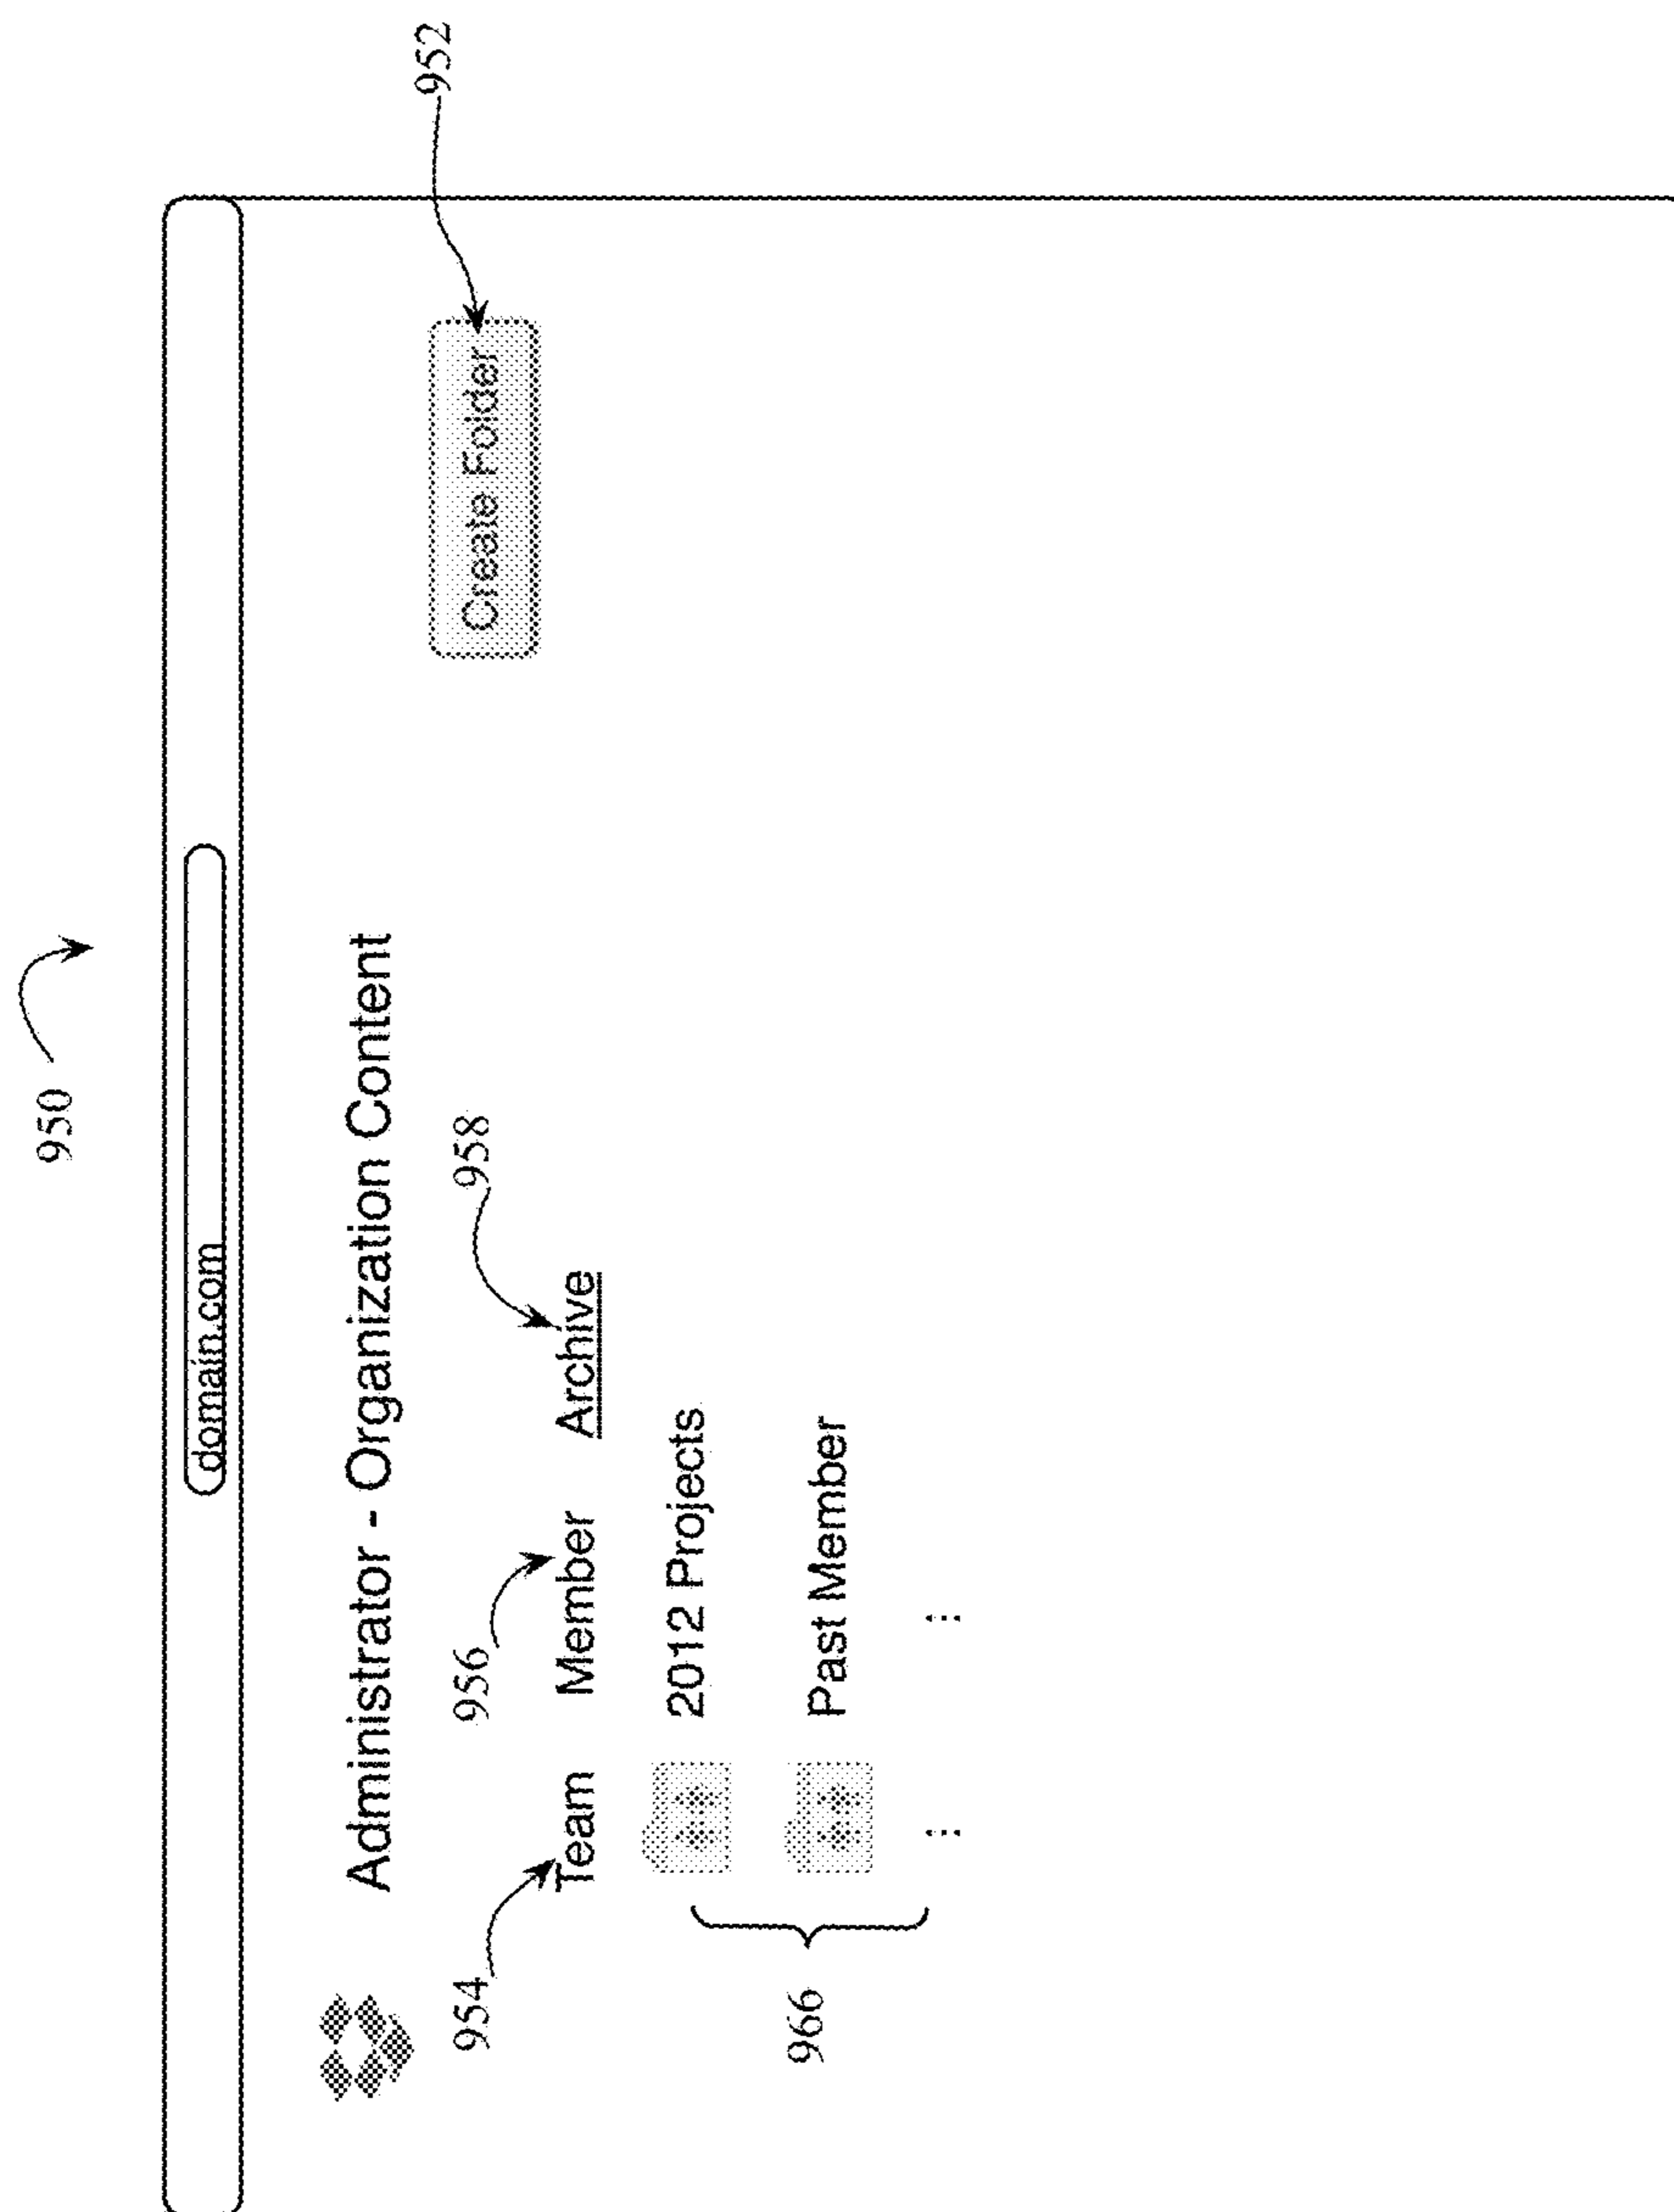 950
952
domain.com
Administrator - Organization Content
954
956
958
Create Folder
Team Member Archive
2012 Projects
966
Past Member